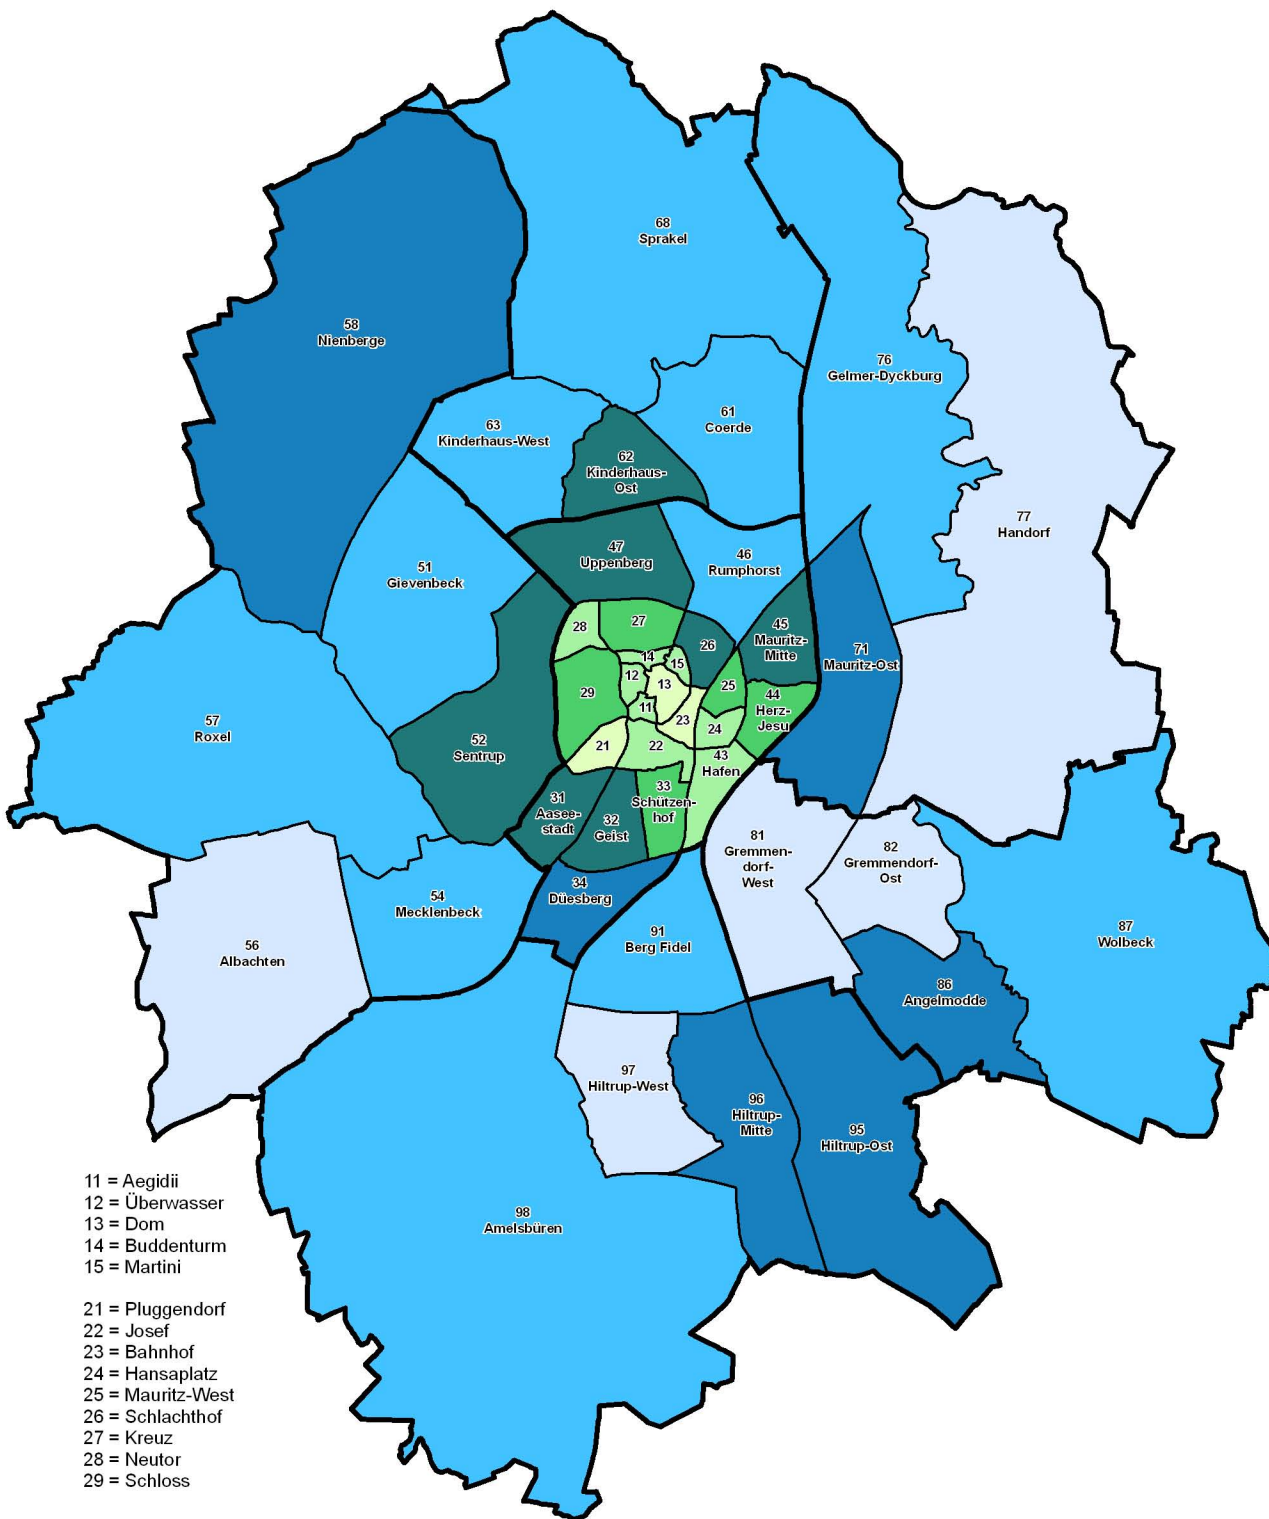 68
Sprakel
58
Nienberge
76
Gelmer-Dyckburg
61
Coerde
63
Kinderhaus-West
62
Kinderhaus-
Ost
77
Handorf
47
Uppenberg
46
Rumphorst
51
Gievenbeck
28
27
26
45
Mauritz-
Mitte
71
Mauritz-Ost
14
15
12
13
25
29
11
23
24
44
Herz-
Jesu
57
Roxel
52
Sentrup
21
22
43
Hafen
31
Aasee-
stadt
32
Geist
33
Schützen-
hof
81
Gremmen-
dorf-
West
82
Gremmendorf-
Ost
34
Düesberg
54
Mecklenbeck
56
Albachten
91
Berg Fidel
87
Wolbeck
86
Angelmodde
97
Hiltrup-West
96
Hiltrup-
Mitte
95
Hiltrup-Ost
98
Amelsbüren
11 = Aegidii
12 = Überwasser
13 = Dom
14 = Buddenturm
15 = Martini
21 = Pluggendorf
22 = Josef
23 = Bahnhof
24 = Hansaplatz
25 = Mauritz-West
26 = Schlachthof
27 = Kreuz
28 = Neutor
29 = Schloss